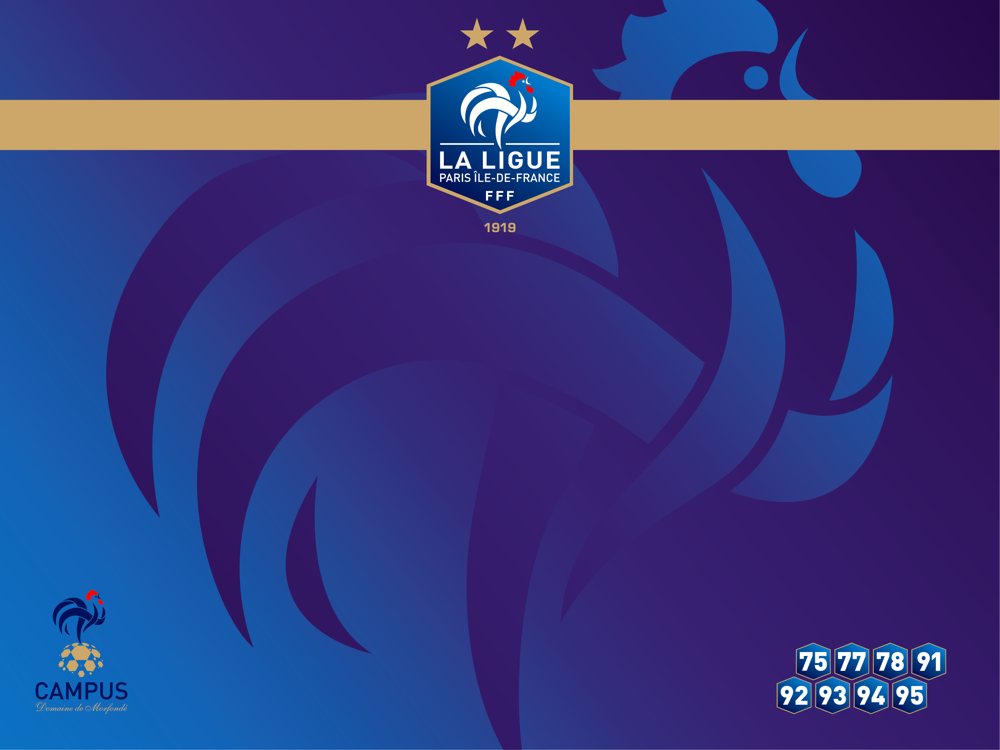 LA LIGUE
PARIS ÎLE-DE-FRANCE
FFF
1919
CAMPUS
Domaine de Morfondé
75 77 78 91
92 93 94 95